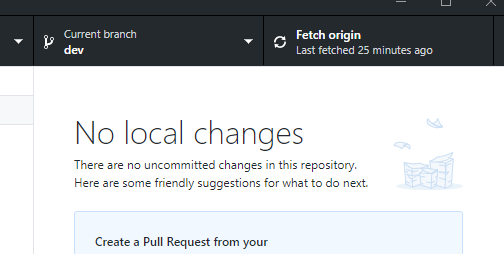 Current branch
dev
Fetch origin
Last fetched 25 minutes ago
No local changes
There are no uncommitted changes in this repository.
Here are some friendly suggestions for what to do next.
Create a Pull Request from your